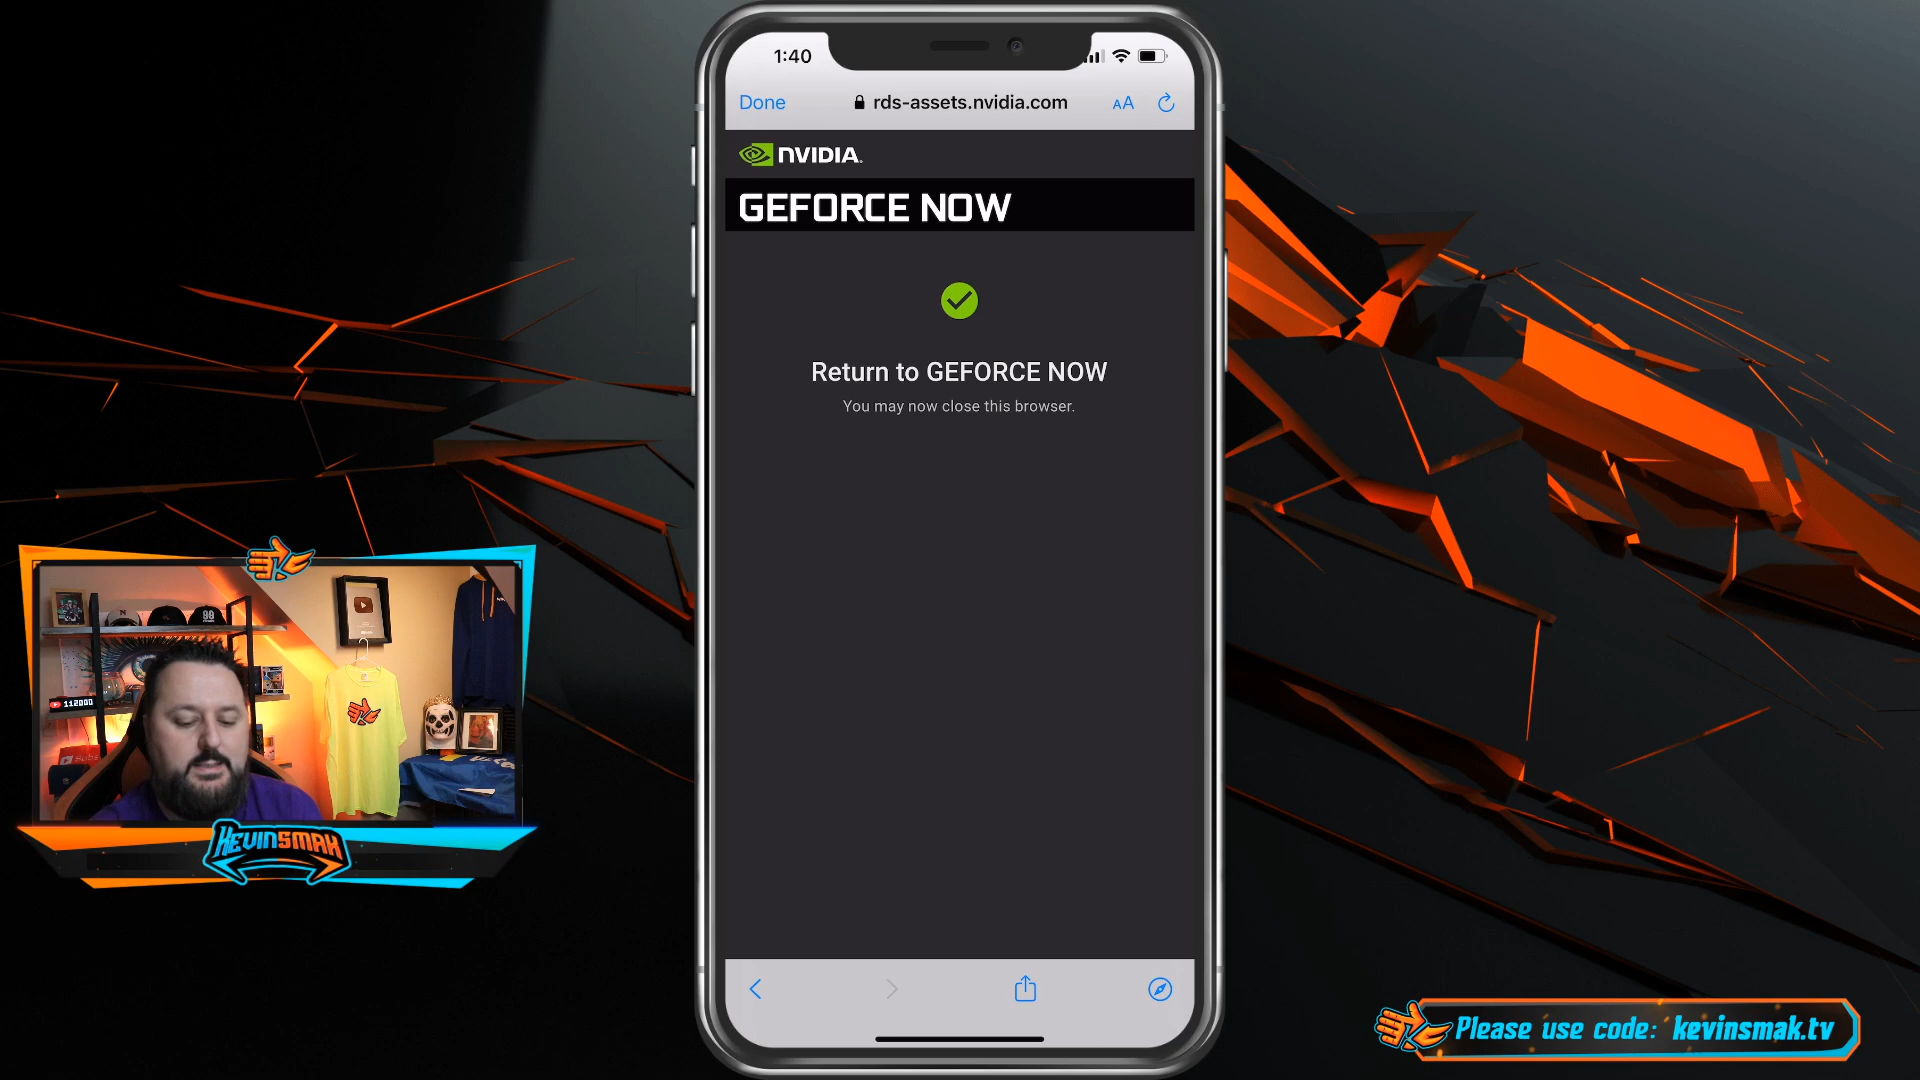 1:40
Done
rds-assets.nvidia.com
AA
NVIDIA.
GEFORCE NOW
Return to GEFORCE NOW
You may now close this browser.
112000
KEVINSMAK
Please use code: kevinsmak.tv